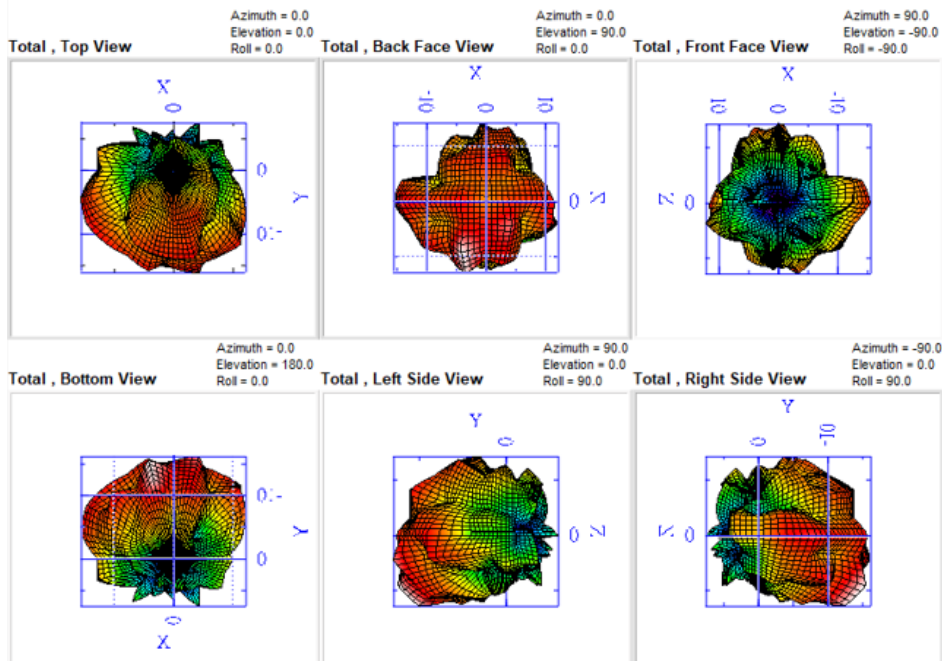 Azimuth = 0.0
Elevation = 0.0
Roll = 0.0
Total , Top View
X
0
0
Y
-10
Azimuth = 0.0
Elevation = 90.0
Roll = 0.0
Total , Back Face View
X
-10
0
10
0
Z
Azimuth = 90.0
Elevation = -90.0
Roll = -90.0
Total , Front Face View
X
10
0
-10
Z
0
Azimuth = 0.0
Elevation = 180.0
Roll = 0.0
Total , Bottom View
-10
Y
0
0
X
Azimuth = 90.0
Elevation = 0.0
Roll = 90.0
Total , Left Side View
Y
0
0
Z
Azimuth = -90.0
Elevation = 0.0
Roll = 90.0
Total , Right Side View
Y
0
-10
Z
0